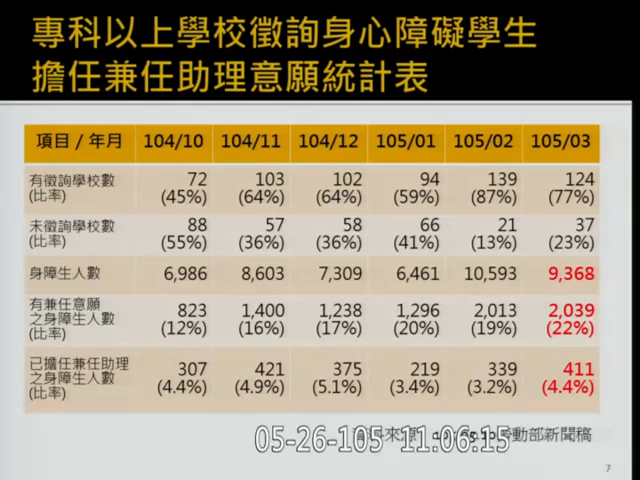 專科以上學校徵詢身心障礙學生
擔任兼任助理意願統計表
項目 / 年月 104/10 104/11 104/12 105/01 105/02 105/03
有徵詢學校數 72 103 102 94 139 124
(比率) (45%) (64%) (64%) (59%) (87%) (77%)
未徵詢學校數 88 57 58 66 21 37
(比率) (55%) (36%) (36%) (41%) (13%) (23%)
身障生人數 6,986 8,603 7,309 6,461 10,593 9,368
有兼任意願
之身障生人數 823 1,400 1,238 1,296 2,013 2,039
(比率) (12%) (16%) (17%) (20%) (19%) (22%)
已擔任兼任助理
之身障生人數 307 421 375 219 339 411
(比率) (4.4%) (4.9%) (5.1%) (3.4%) (3.2%) (4.4%)
來源 勞動部新聞稿
05-26-105 11:06:15
7